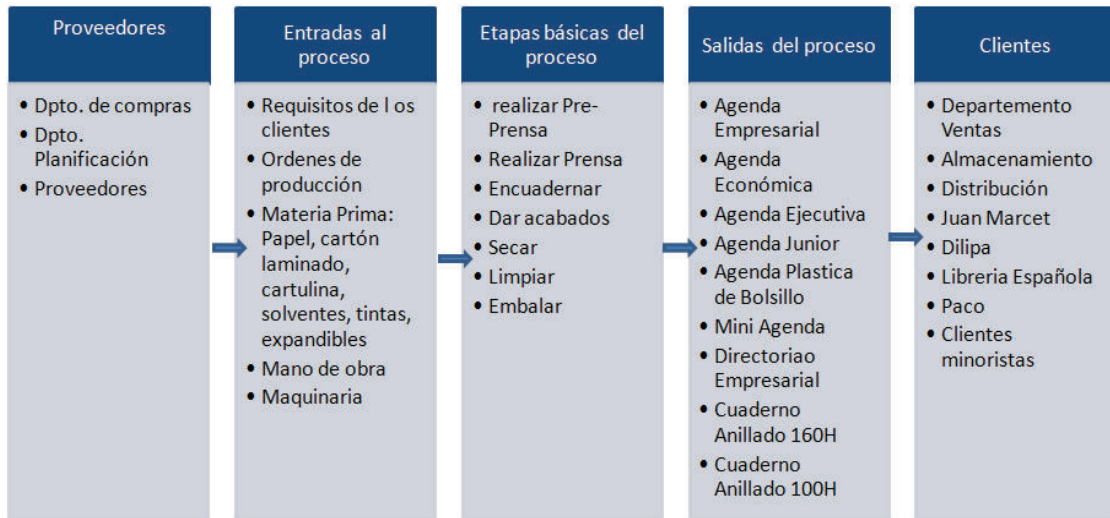 Proveedores
• Dpto. de compras
• Dpto.
Planificación
• Proveedores
Entradas al
proceso
• Requisitos de l os
clientes
• Ordenes de
producción
• Materia Prima:
Papel, cartón
laminado,
cartulina,
solventes, tintas,
expandibles
• Mano de obra
• Maquinaria
Etapas básicas del
proceso
• realizar Pre-
Prensa
• Realizar Prensa
• Encuadernar
• Dar acabados
• Secar
• Limpiar
• Embalar
Salidas del proceso
• Agenda
Empresarial
• Agenda
Económica
• Agenda Ejecutiva
• Agenda Junior
• Agenda Plastica
de Bolsillo
• Mini Agenda
• Directoriao
Empresarial
• Cuaderno
Anillado 160H
• Cuaderno
Anillado 100H
Clientes
• Departemento
Ventas
• Almacenamiento
• Distribución
• Juan Marcet
• Dilipa
• Libreria Española
• Paco
• Clientes
minoristas